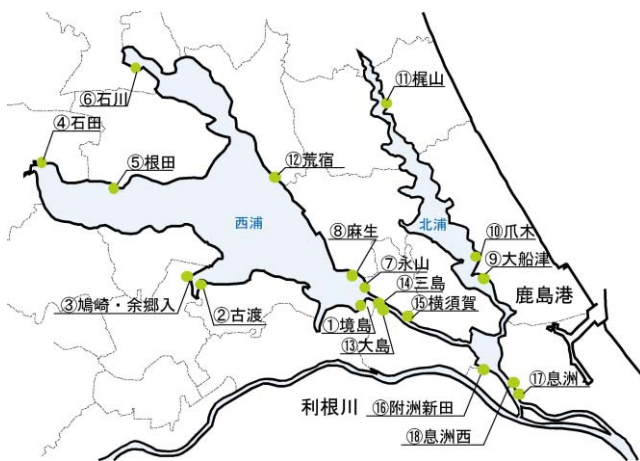 ⑪梶山
⑥石川
④石田
⑤根田
⑫荒宿
西浦
北浦
⑧麻生
⑩爪木
⑦永山
⑨大船津
⑭三島
鹿島港
③鳩崎・余郷入
⑮横須賀
②古渡
①境島
⑬大島
⑰息洲
利根川
⑯附洲新田
⑱息洲西